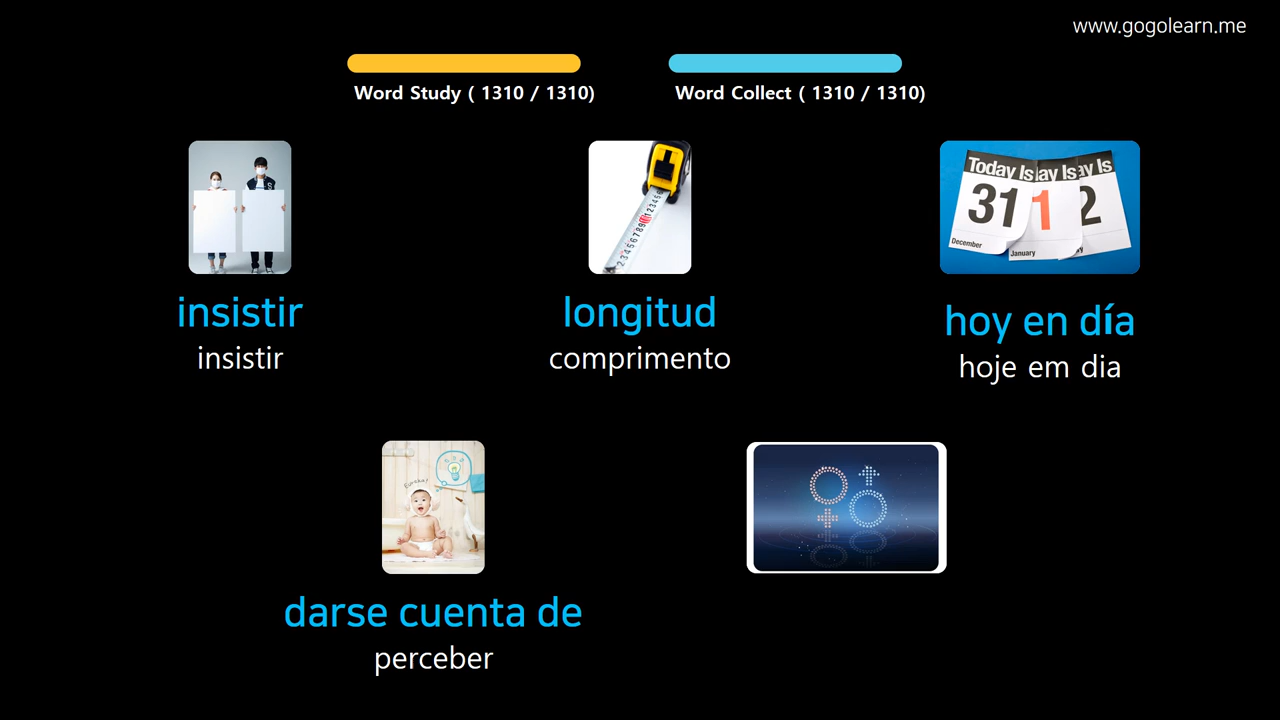 www.gogolearn.me
Word Study ( 1310 / 1310)
Word Collect ( 1310 / 1310)
Today Is
ay Is
ay Is
31
1
2
December
January
insistir
insistir
longitud
comprimento
hoy en día
hoje em dia
Eureka!
darse cuenta de
perceber